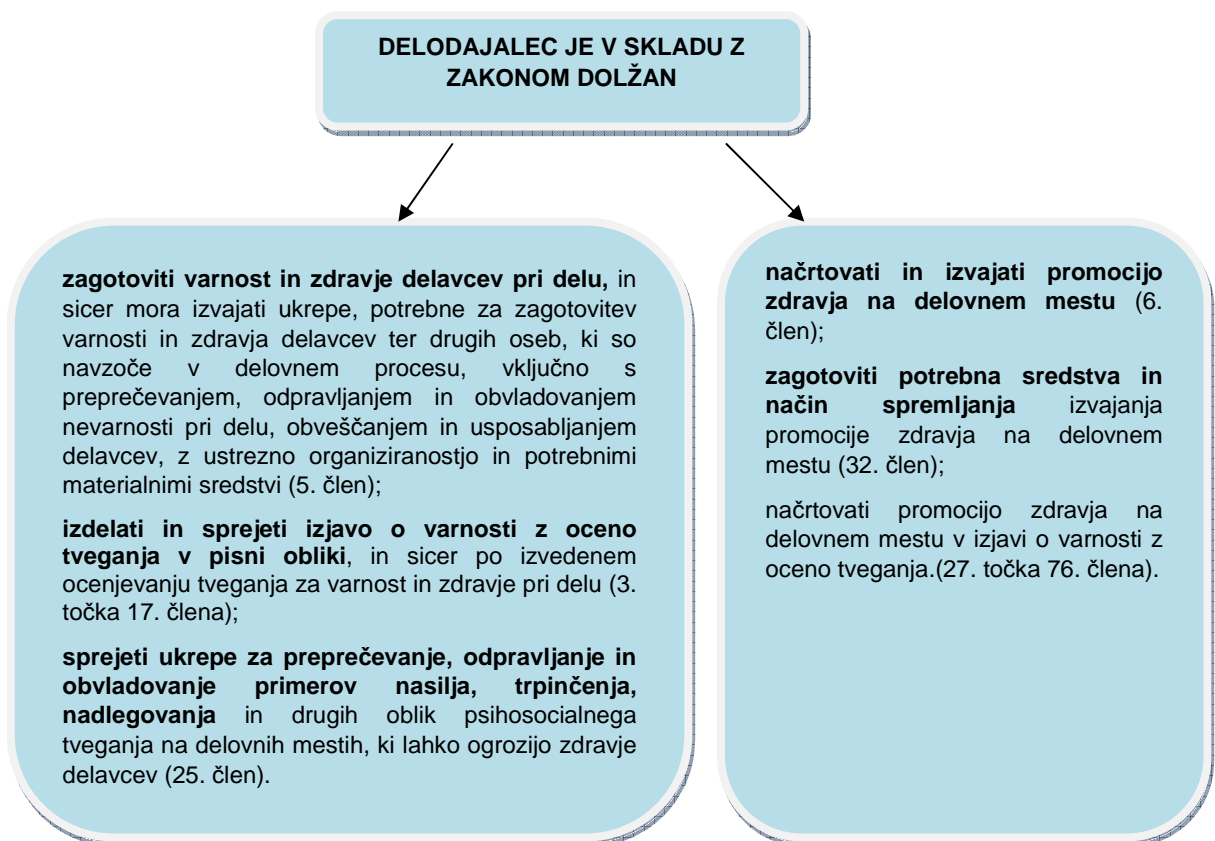 DELODAJALEC JE V SKLADU Z
ZAKONOM DOLŽAN
zagotoviti varnost in zdravje delavcev pri delu, in
sicer mora izvajati ukrepe, potrebne za zagotovitev
varnosti in zdravja delavcev ter drugih oseb, ki so
navzoče v delovnem procesu, vključno s
preprečevanjem, odpravljanjem in obvladovanjem
nevarnosti pri delu, obveščanjem in usposabljanjem
delavcev, z ustrezno organiziranostjo in potrebnimi
materialnimi sredstvi (5. člen);
izdelati in sprejeti izjavo o varnosti z oceno
tveganja v pisni obliki, in sicer po izvedenem
ocenjevanju tveganja za varnost in zdravje pri delu (3.
točka 17. člena);
sprejeti ukrepe za preprečevanje, odpravljanje in
obvladovanje primerov nasilja, trpinčenja,
nadlegovanja in drugih oblik psihosocialnega
tveganja na delovnih mestih, ki lahko ogrozijo zdravje
delavcev (25. člen).
načrtovati in izvajati promocijo
zdravja na delovnem mestu (6.
člen);
zagotoviti potrebna sredstva in
način spremljanja izvajanja
promocije zdravja na delovnem
mestu (32. člen);
načrtovati promocijo zdravja na
delovnem mestu v izjavi o varnosti z
oceno tveganja.(27. točka 76. člena).